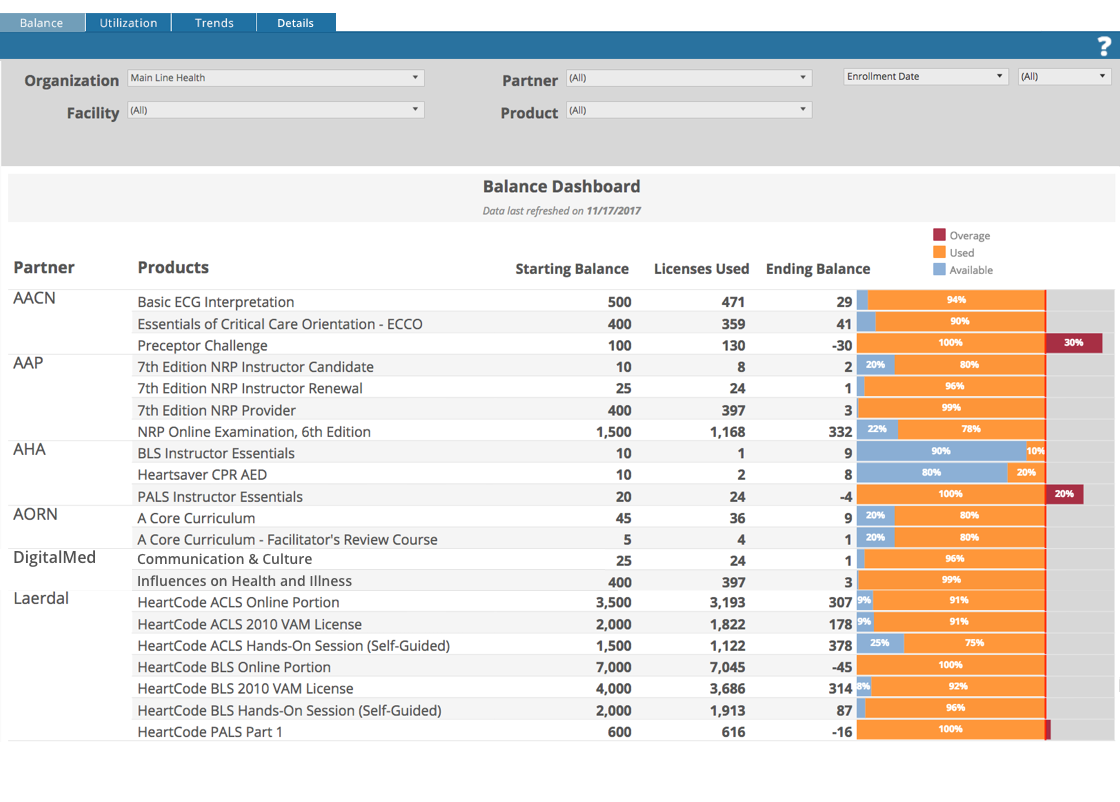 Balance Utilization Trends Details
?
Organization Main Line Health Partner (All) Enrollment Date (All)
Facility (All) Product (All)
Balance Dashboard
Data last refreshed on 11/17/2017
Overage
Used
Available
Partner Products Starting Balance Licenses Used Ending Balance
AACN Basic ECG Interpretation 500 471 29 94%
Essentials of Critical Care Orientation - ECCO 400 359 41 90%
Preceptor Challenge 100 130 -30 100% 30%
AAP 7th Edition NRP Instructor Candidate 10 8 2 20% 80%
7th Edition NRP Instructor Renewal 25 24 1 96%
7th Edition NRP Provider 400 397 3 99%
NRP Online Examination, 6th Edition 1,500 1,168 332 22% 78%
AHA BLS Instructor Essentials 10 1 9 90% 10%
Heartsaver CPR AED 10 2 8 80% 20%
PALS Instructor Essentials 20 24 -4 100% 20%
AORN A Core Curriculum 45 36 9 20% 80%
A Core Curriculum - Facilitator's Review Course 5 4 1 20% 80%
DigitalMed Communication & Culture 25 24 1 96%
Influences on Health and Illness 400 397 3 99%
Laerdal HeartCode ACLS Online Portion 3,500 3,193 307 9% 91%
HeartCode ACLS 2010 VAM License 2,000 1,822 178 9% 91%
HeartCode ACLS Hands-On Session (Self-Guided) 1,500 1,122 378 25% 75%
HeartCode BLS Online Portion 7,000 7,045 -45 100%
HeartCode BLS 2010 VAM License 4,000 3,686 314 8% 92%
HeartCode BLS Hands-On Session (Self-Guided) 2,000 1,913 87 96%
HeartCode PALS Part 1 600 616 -16 100%